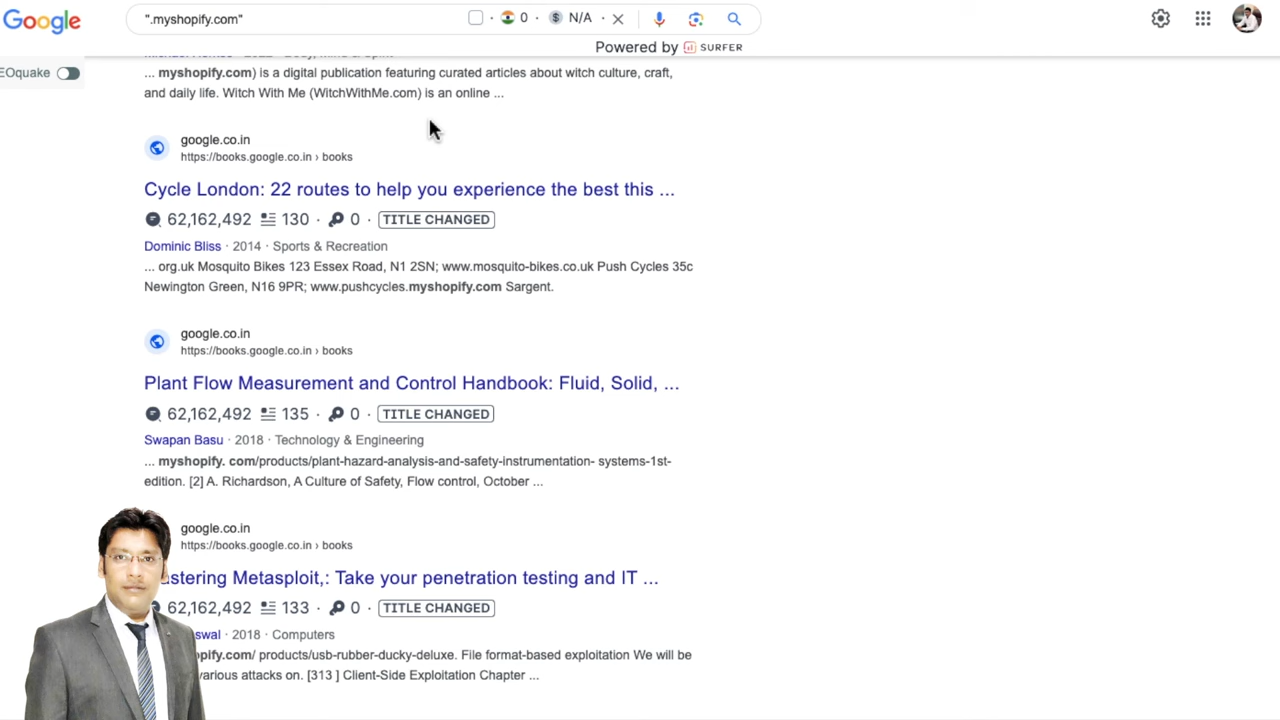 Google
".myshopify.com"
0 · N/A ·
Powered by SURFER
EOquake
... myshopify.com) is a digital publication featuring curated articles about witch culture, craft,
and daily life. Witch With Me (WitchWithMe.com) is an online ...
google.co.in
https://books.google.co.in › books
Cycle London: 22 routes to help you experience the best this ...
62,162,492 130 · 0 · TITLE CHANGED
Dominic Bliss · 2014 · Sports & Recreation
... org.uk Mosquito Bikes 123 Essex Road, N1 2SN; www.mosquito-bikes.co.uk Push Cycles 35c
Newington Green, N16 9PR; www.pushcycles.myshopify.com Sargent.
google.co.in
https://books.google.co.in › books
Plant Flow Measurement and Control Handbook: Fluid, Solid, ...
62,162,492 135 · 0 · TITLE CHANGED
Swapan Basu · 2018 · Technology & Engineering
... myshopify. com/products/plant-hazard-analysis-and-safety-instrumentation- systems-1st-
edition. [2] A. Richardson, A Culture of Safety, Flow control, October ...
google.co.in
https://books.google.co.in › books
astering Metasploit,: Take your penetration testing and IT ...
62,162,492 133 · 0 · TITLE CHANGED
swal · 2018 · Computers
opify.com/ products/usb-rubber-ducky-deluxe. File format-based exploitation We will be
various attacks on. [313 ] Client-Side Exploitation Chapter ...